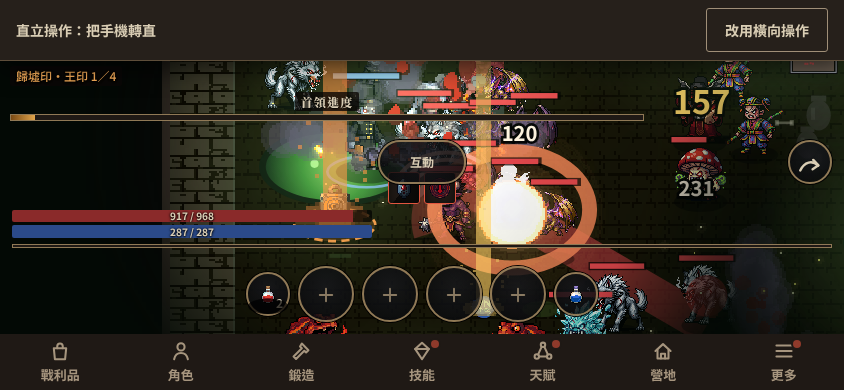 直立操作：把手機轉直
改用橫向操作
歸墟印・王印 1／4
首領進度
157
120
互動
231
917 / 968
287 / 287
2
戰利品
角色
鍛造
技能
天賦
營地
更多